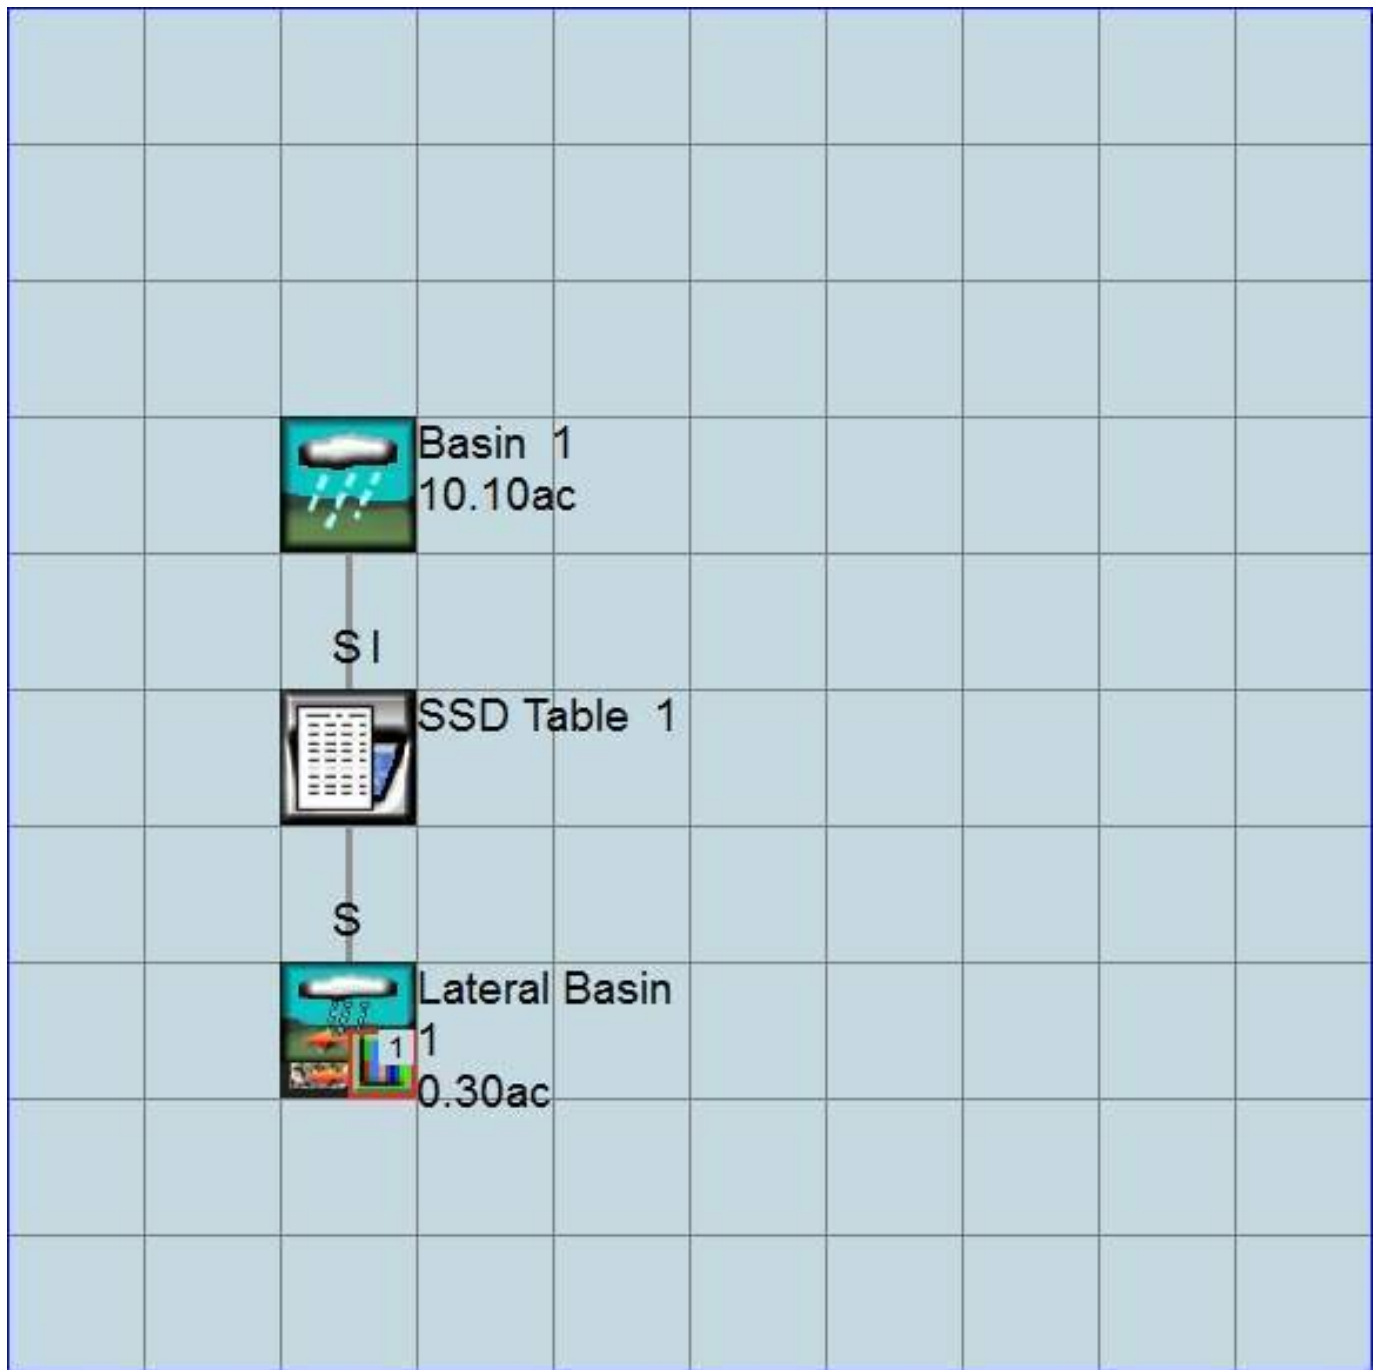 Basin 1
10.10ac
S I
SSD Table 1
S
Lateral Basin
1
1
0.30ac